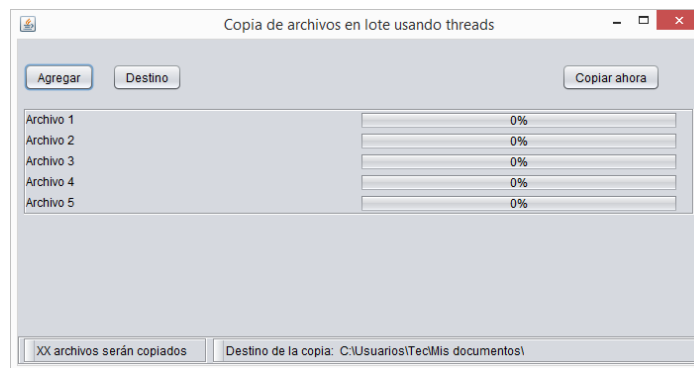 Copia de archivos en lote usando threads
Agregar Destino Copiar ahora
Archivo 1 0%
Archivo 2 0%
Archivo 3 0%
Archivo 4 0%
Archivo 5 0%
XX archivos serán copiados Destino de la copia: C:\Usuarios\Tec\Mis documentos\